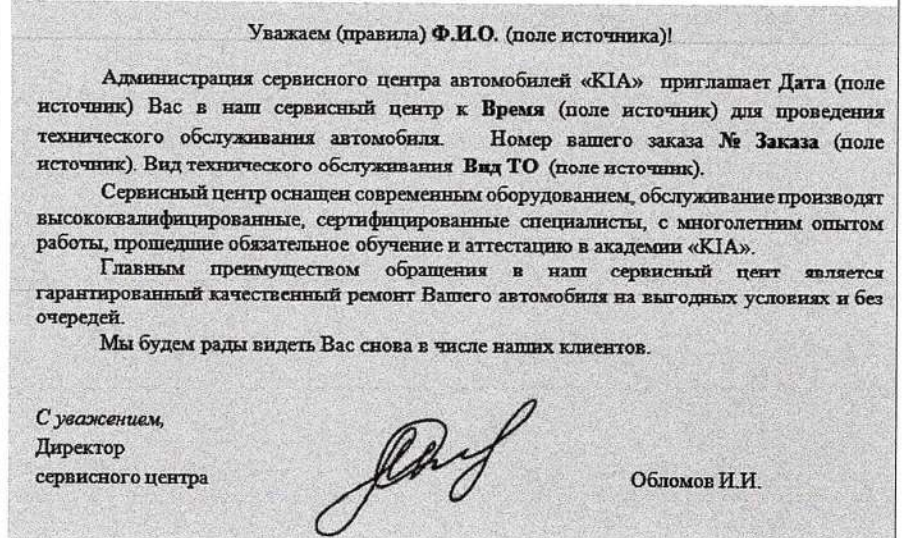 Уважаем (правила) Ф.И.О. (поле источника)!
Администрация сервисного центра автомобилей «KIA» приглашает Дата (поле
источник) Вас в наш сервисный центр к Время (поле источник) для проведения
технического обслуживания автомобиля. Номер вашего заказа № Заказа (поле
источник). Вид технического обслуживания Вид ТО (поле источник).
Сервисный центр оснащен современным оборудованием, обслуживание производят
высококвалифицированные, сертифицированные специалисты, с многолетним опытом
работы, прошедшие обязательное обучение и аттестацию в академии «KIA».
Главным преимуществом обращения в наш сервисный цент является
гарантированный качественный ремонт Вашего автомобиля на выгодных условиях и без
очередей.
Мы будем рады видеть Вас снова в числе наших клиентов.
С уважением,
Директор
сервисного центра Обломов И.И.